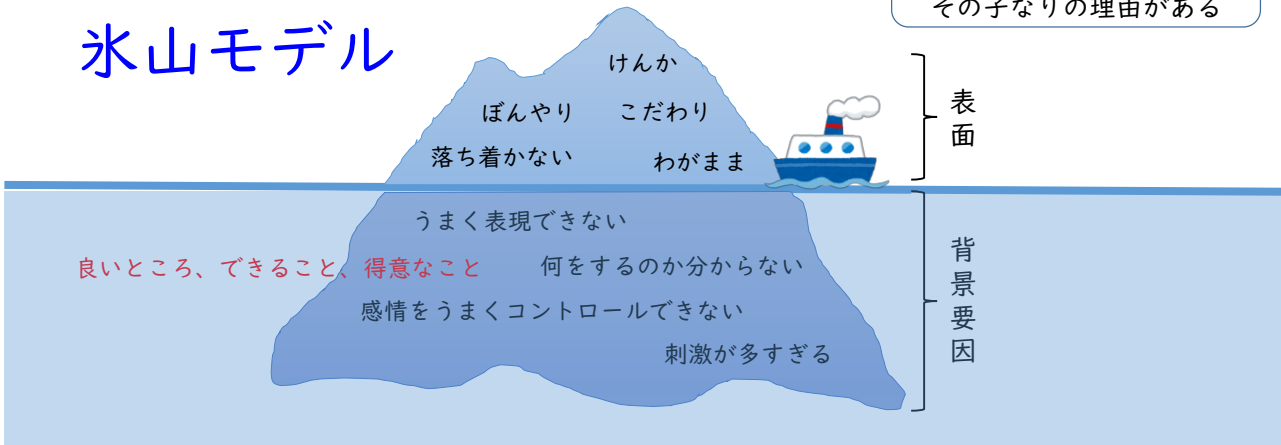 その子なりの理由がある
氷山モデル
けんか
ぼんやり
こだわり
落ち着かない
わがまま
表面
うまく表現できない
良いところ、できること、得意なこと
何をするのか分からない
感情をうまくコントロールできない
刺激が多すぎる
背景要因